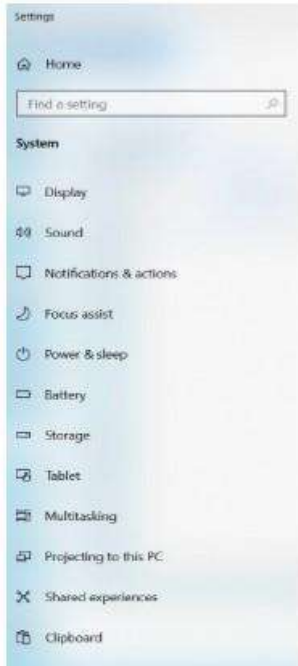 Settings
Home
Find a setting
System
Display
Sound
Notifications & actions
Focus assist
Power & sleep
Battery
Storage
Tablet
Multitasking
Projecting to this PC
Shared experiences
Clipboard